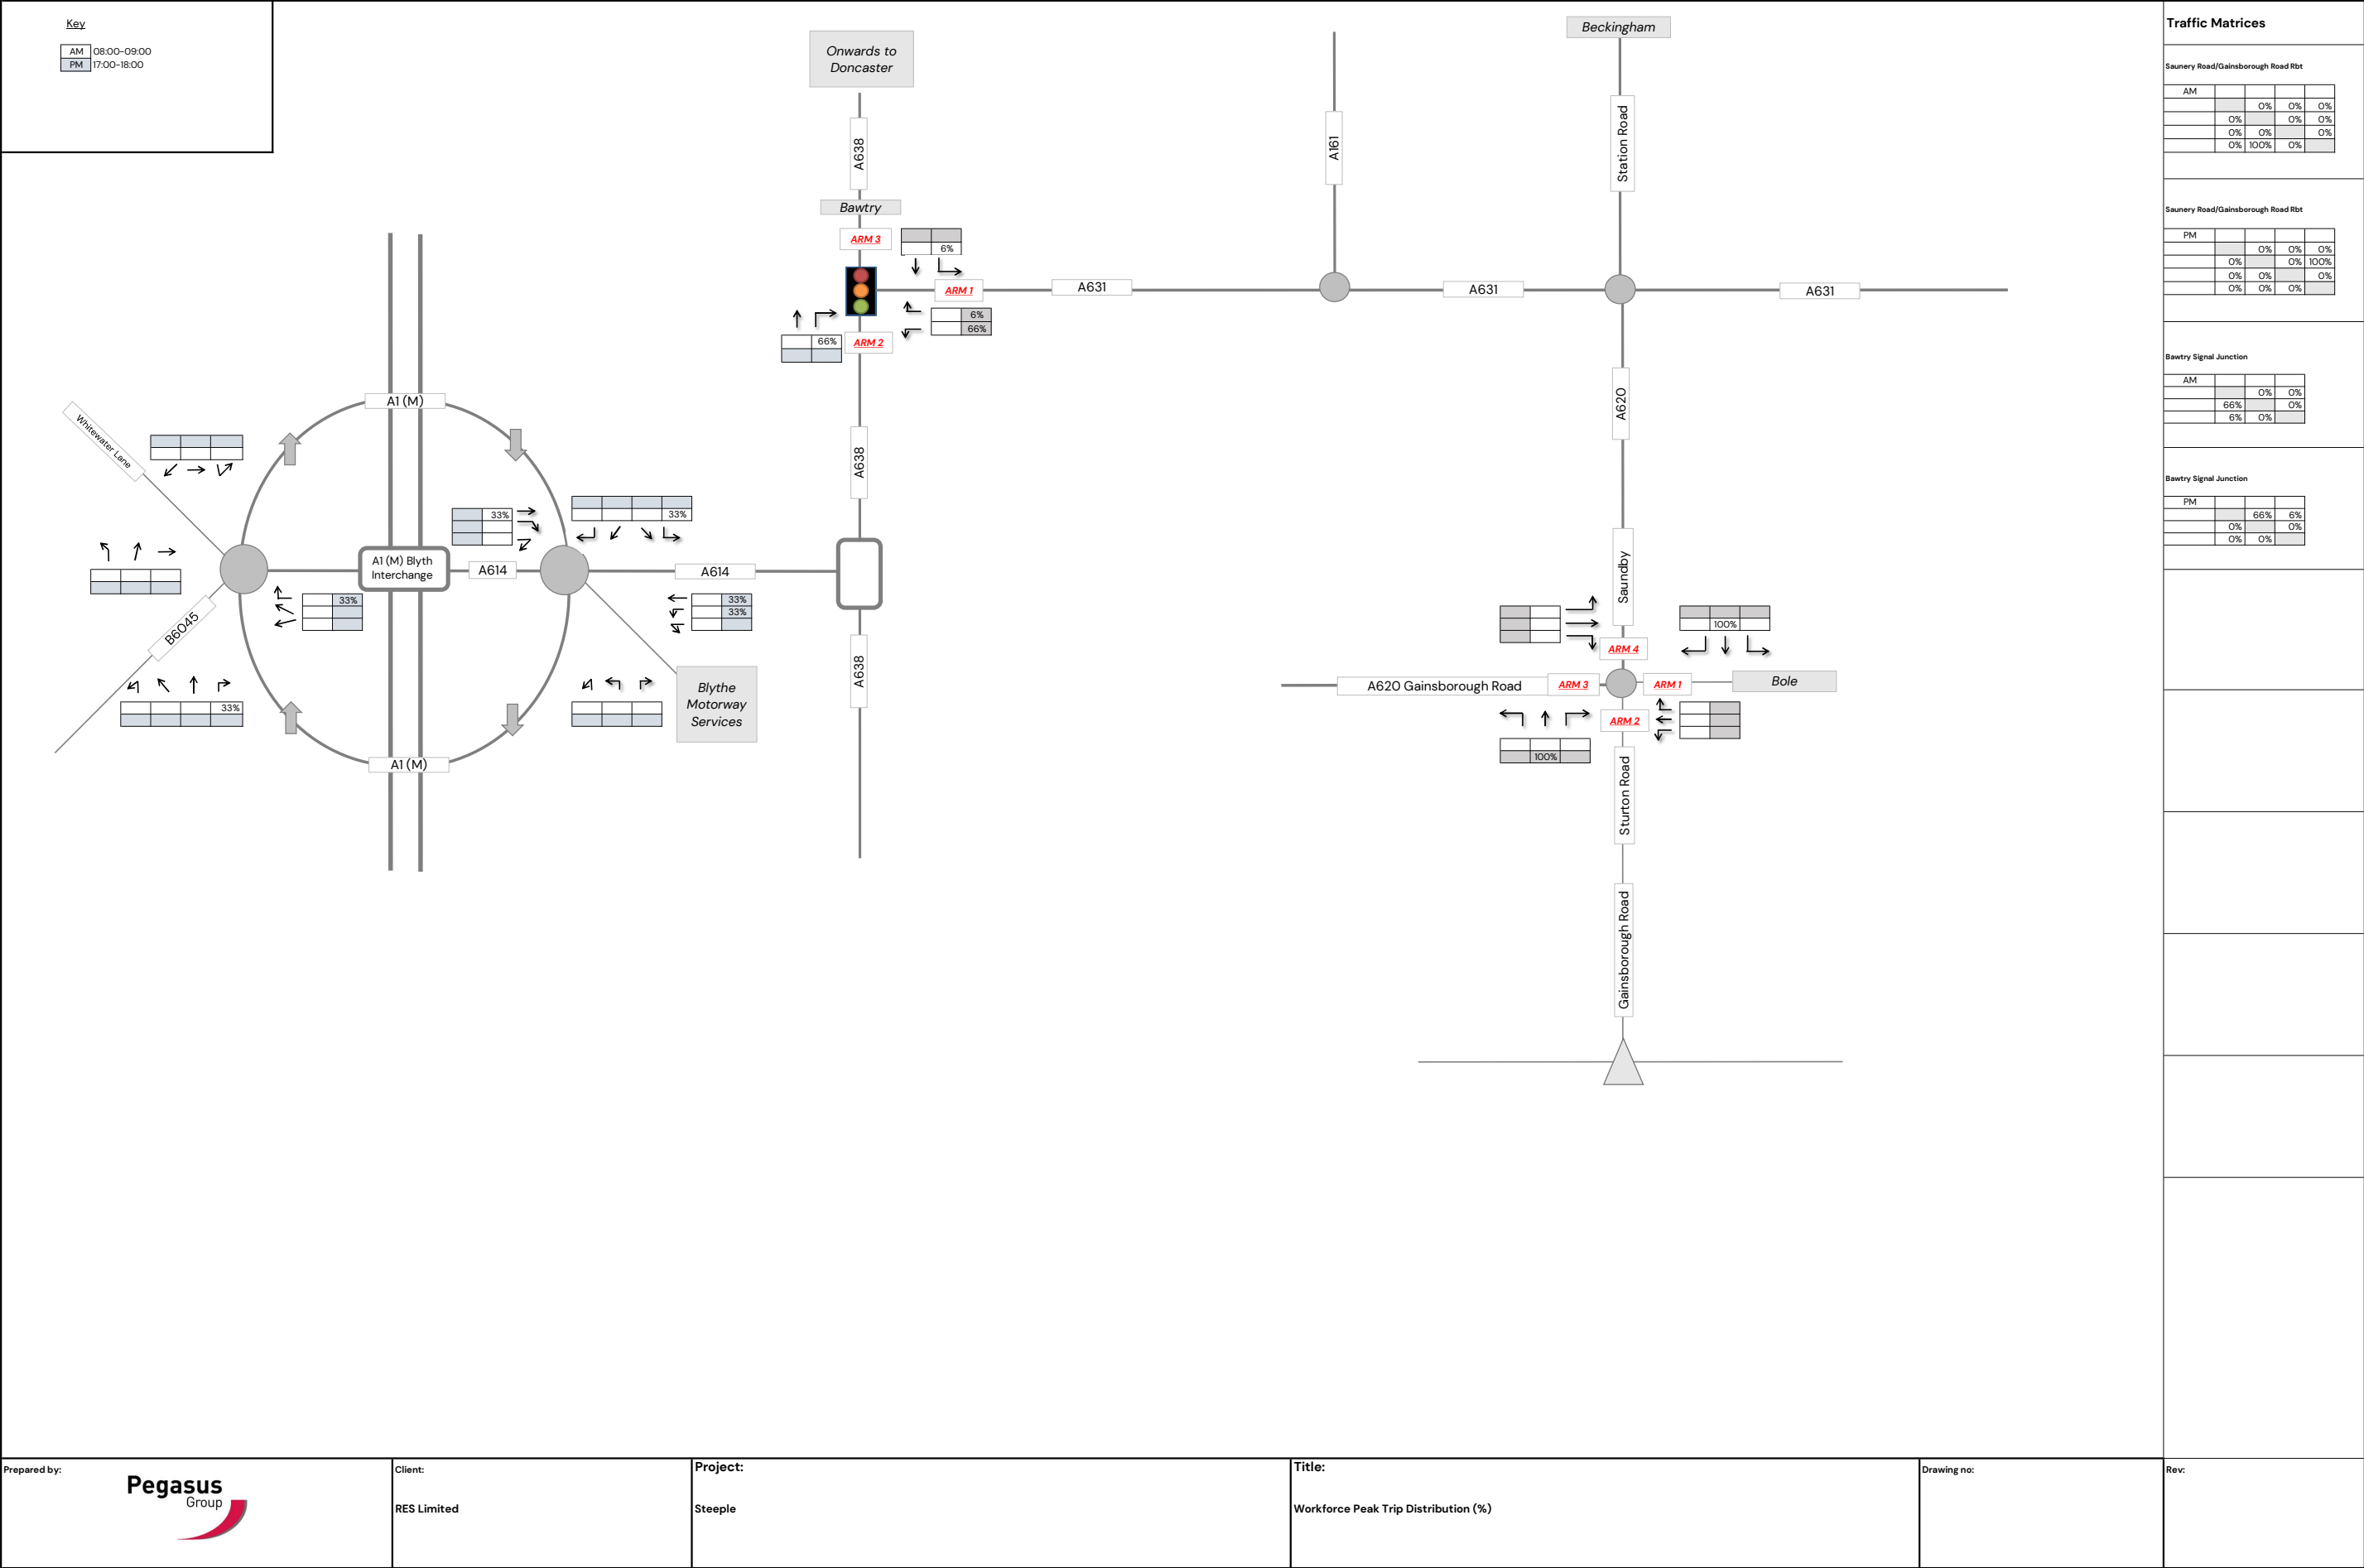 Key
AM 08:00-09:00
PM 17:00-18:00
Onwards to
Doncaster
A638
Bawtry
ARM 3
6%
ARM 1
A631
6%
66%
66%
ARM 2
A161
A631
Beckingham
Station Road
A631
A620
A638
A1 (M)
Whitewater Lane
33%
33%
A1 (M) Blyth
Interchange
A614
A614
33%
33%
33%
B6045
33%
A1 (M)
Blythe
Motorway
Services
A638
Saundby
100%
ARM 4
A620 Gainsborough Road
ARM 3
ARM 1
Bole
ARM 2
100%
Sturton Road
Gainsborough Road
Traffic Matrices
Saunery Road/Gainsborough Road Rbt
AM
0% 0% 0%
0% 0% 0%
0% 0% 0%
0% 100% 0%
Saunery Road/Gainsborough Road Rbt
PM
0% 0% 0%
0% 0% 100%
0% 0% 0%
0% 0% 0%
Bawtry Signal Junction
AM
0% 0%
66% 0%
6% 0%
Bawtry Signal Junction
PM
66% 6%
0% 0%
0% 0%
Prepared by:
Pegasus
Group
Client:
RES Limited
Project:
Steeple
Title:
Workforce Peak Trip Distribution (%)
Drawing no:
Rev: